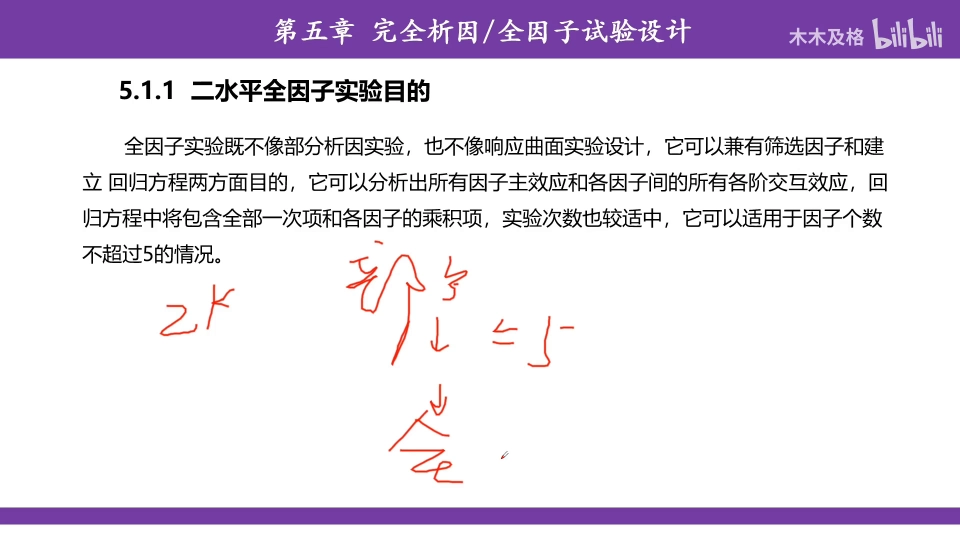 第五章 完全析因/全因子试验设计
木木及格 bilibili
5.1.1 二水平全因子实验目的
全因子实验既不像部分析因实验，也不像响应曲面实验设计，它可以兼有筛选因子和建
立 回归方程两方面目的，它可以分析出所有因子主效应和各因子间的所有各阶交互效应，回
归方程中将包含全部一次项和各因子的乘积项，实验次数也较适中，它可以适用于因子个数
不超过5的情况。
部分
2k
↓ ≤5
↓
全